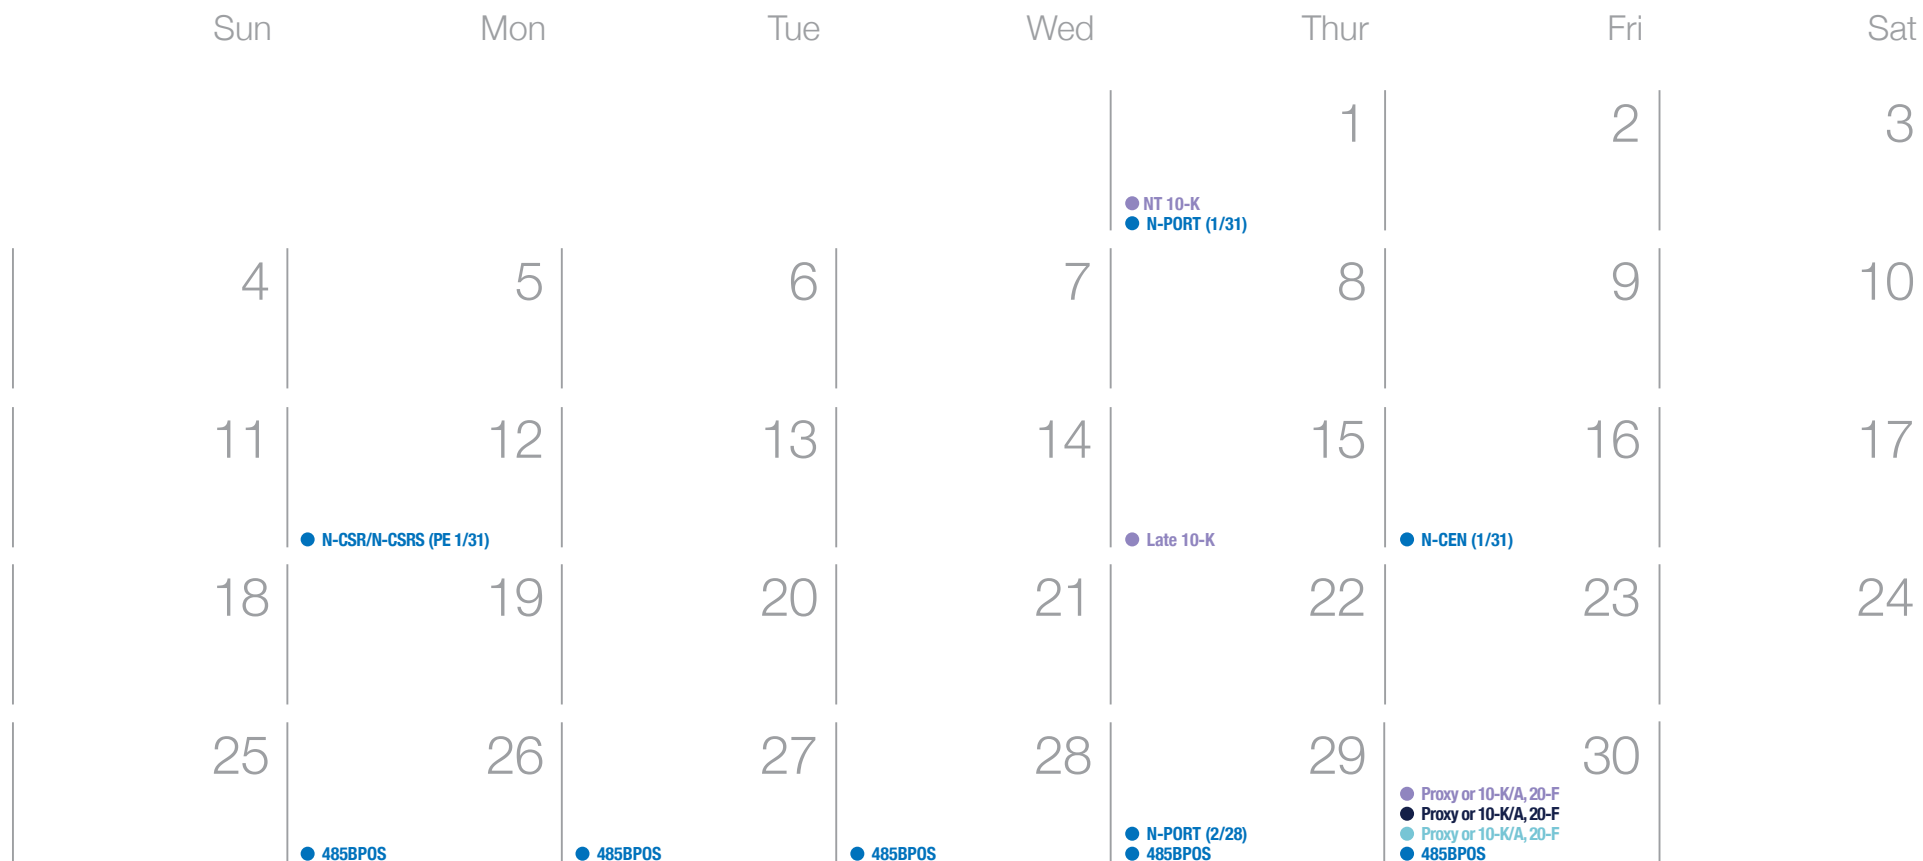 Sun Mon Tue Wed Thur Fri Sat
1 2 3
NT 10-K
N-PORT (1/31)
4 5 6 7 8 9 10
11 12 13 14 15 16 17
N-CSR/N-CSRS (PE 1/31) Late 10-K N-CEN (1/31)
18 19 20 21 22 23 24
25 26 27 28 29 30
Proxy or 10-K/A, 20-F
Proxy or 10-K/A, 20-F
N-PORT (2/28) Proxy or 10-K/A, 20-F
485BPOS 485BPOS 485BPOS 485BPOS 485BPOS